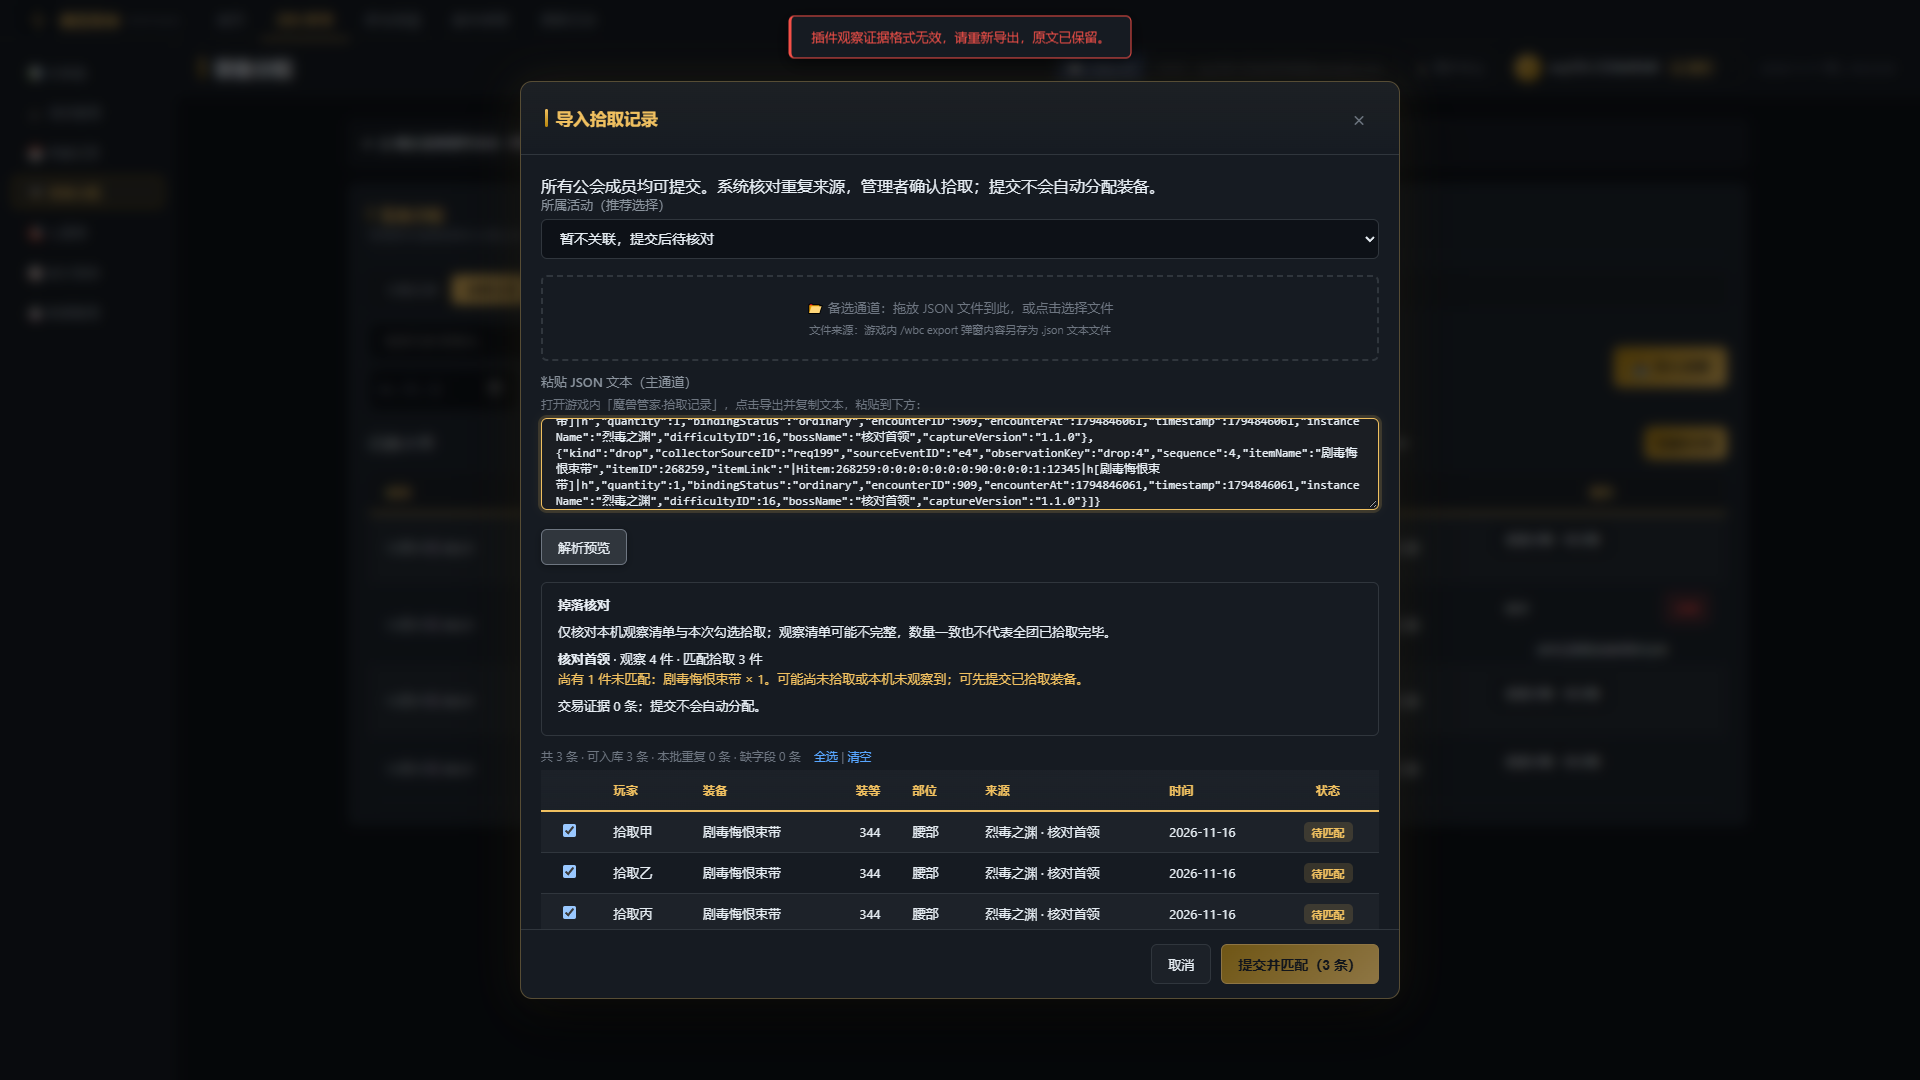 插件观察证据格式无效，请重新导出，原文已保留。
导入拾取记录
×
所有公会成员均可提交。系统核对重复来源，管理者确认拾取；提交不会自动分配装备。
所属活动（推荐选择）
暂不关联，提交后待核对
备选通道：拖放 JSON 文件到此，或点击选择文件
文件来源：游戏内 /wbc export 弹窗内容另存为 .json 文本文件
粘贴 JSON 文本（主通道）
打开游戏内「魔兽管家·拾取记录」，点击导出并复制文本，粘贴到下方：
带]|h","quantity":1,"bindingStatus":"ordinary","encounterID":909,"encounterAt":1794846061,"timestamp":1794846061,"instance
Name":"烈毒之渊","difficultyID":16,"bossName":"核对首领","captureVersion":"1.1.0"},
{"kind":"drop","collectorSourceID":"req199","sourceEventID":"e4","observationKey":"drop:4","sequence":4,"itemName":"剧毒悔
恨束带","itemID":268259,"itemLink":"|Hitem:268259:0:0:0:0:0:0:0:90:0:0:0:1:12345|h[剧毒悔恨束
带]|h","quantity":1,"bindingStatus":"ordinary","encounterID":909,"encounterAt":1794846061,"timestamp":1794846061,"instance
Name":"烈毒之渊","difficultyID":16,"bossName":"核对首领","captureVersion":"1.1.0"}]}
解析预览
掉落核对
仅核对本机观察清单与本次勾选拾取；观察清单可能不完整，数量一致也不代表全团已拾取完毕。
核对首领 · 观察 4 件 · 匹配拾取 3 件
尚有 1 件未匹配：剧毒悔恨束带 × 1。可能尚未拾取或本机未观察到；可先提交已拾取装备。
交易证据 0 条；提交不会自动分配。
共 3 条 · 可入库 3 条 · 本批重复 0 条 · 缺字段 0 条 全选 | 清空
玩家 装备 装等 部位 来源 时间 状态
拾取甲 剧毒悔恨束带 344 腰部 烈毒之渊 · 核对首领 2026-11-16 待匹配
拾取乙 剧毒悔恨束带 344 腰部 烈毒之渊 · 核对首领 2026-11-16 待匹配
拾取丙 剧毒悔恨束带 344 腰部 烈毒之渊 · 核对首领 2026-11-16 待匹配
取消 提交并匹配（3 条）